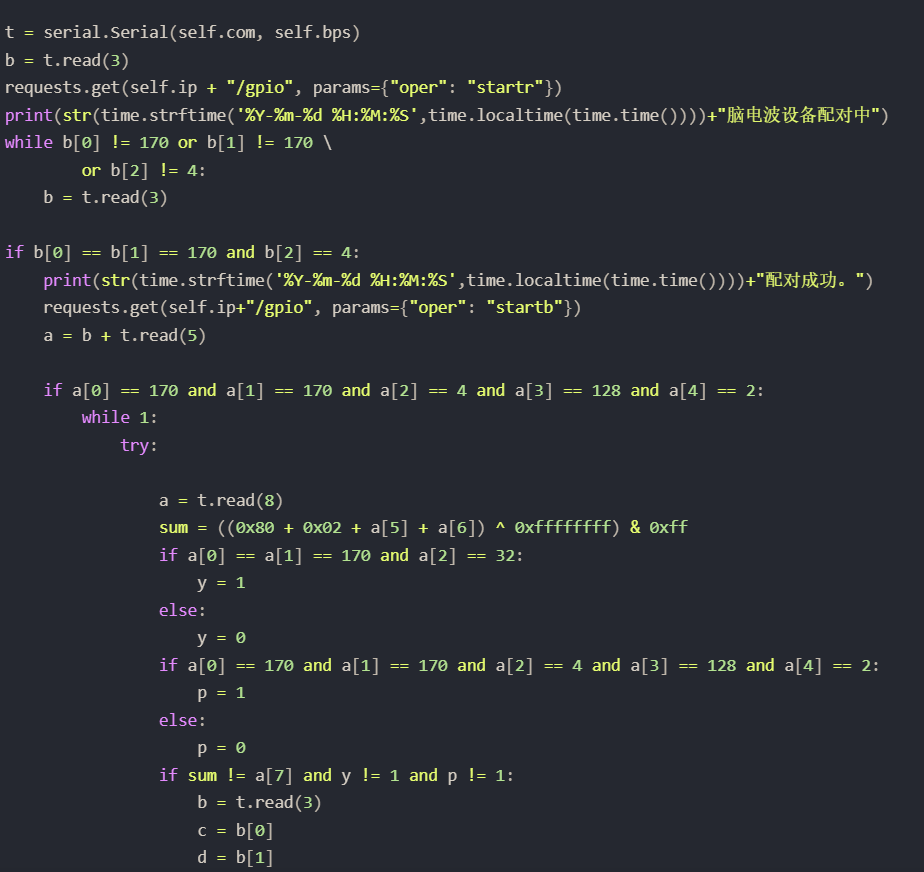 t = serial.Serial(self.com, self.bps)
b = t.read(3)
requests.get(self.ip + "/gpio", params={"oper": "startr"})
print(str(time.strftime('%Y-%m-%d %H:%M:%S',time.localtime(time.time())))+"脑电波设备配对中")
while b[0] != 170 or b[1] != 170 \
        or b[2] != 4:
    b = t.read(3)

if b[0] == b[1] == 170 and b[2] == 4:
    print(str(time.strftime('%Y-%m-%d %H:%M:%S',time.localtime(time.time())))+"配对成功。")
    requests.get(self.ip+"/gpio", params={"oper": "startb"})
    a = b + t.read(5)

    if a[0] == 170 and a[1] == 170 and a[2] == 4 and a[3] == 128 and a[4] == 2:
        while 1:
            try:

                a = t.read(8)
                sum = ((0x80 + 0x02 + a[5] + a[6]) ^ 0xffffffff) & 0xff
                if a[0] == a[1] == 170 and a[2] == 32:
                    y = 1
                else:
                    y = 0
                if a[0] == 170 and a[1] == 170 and a[2] == 4 and a[3] == 128 and a[4] == 2:
                    p = 1
                else:
                    p = 0
                if sum != a[7] and y != 1 and p != 1:
                    b = t.read(3)
                    c = b[0]
                    d = b[1]